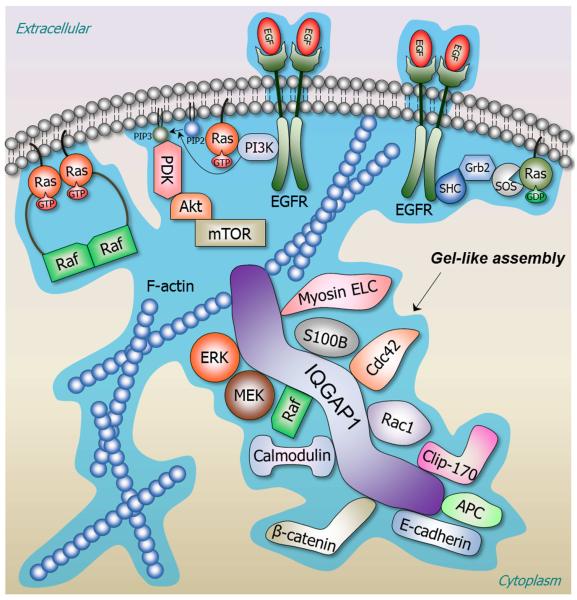 Extracellular
EGF
EGF
EGF
EGF
PIP3
PIP2
Ras
GTP
PI3K
Ras
GTP
Ras
GTP
PDK
Akt
mTOR
EGFR
EGFR
SHC
Grb2
SOS
Ras
GDP
Raf
Raf
F-actin
Gel-like assembly
Myosin ELC
S100B
Cdc42
ERK
MEK
Raf
IQGAP1
Rac1
Calmodulin
Clip-170
APC
E-cadherin
β-catenin
Cytoplasm